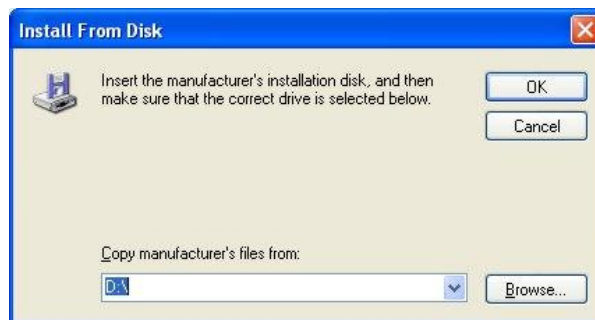 Install From Disk
Insert the manufacturer's installation disk, and then
make sure that the correct drive is selected below.
OK
Cancel
Copy manufacturer's files from:
D:\
Browse...